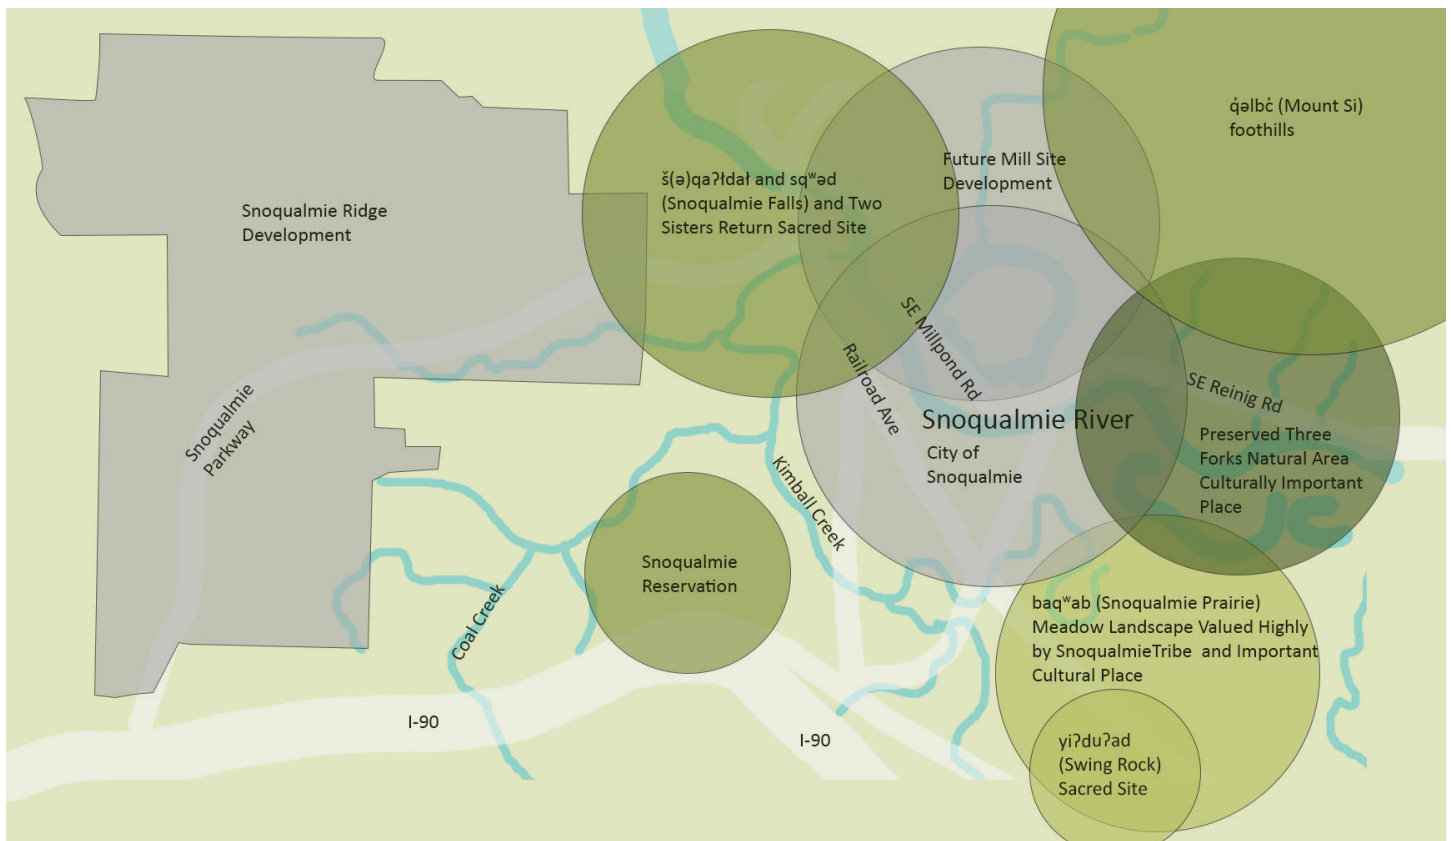 q̓əlbc̓ (Mount Si)
foothills
Future Mill Site
Development
š(ə)qaʔɬdaɬ and sqʷəd
(Snoqualmie Falls) and Two
Sisters Return Sacred Site
Snoqualmie Ridge
Development
SE Millpond Rd
Railroad Ave
SE Reinig Rd
Snoqualmie
Parkway
Snoqualmie River
City of
Snoqualmie
Preserved Three
Forks Natural Area
Culturally Important
Place
Kimball Creek
Snoqualmie
Reservation
Coal Creek
baqʷab (Snoqualmie Prairie)
Meadow Landscape Valued Highly
by SnoqualmieTribe and Important
Cultural Place
I-90
I-90
yiʔduʔad
(Swing Rock)
Sacred Site